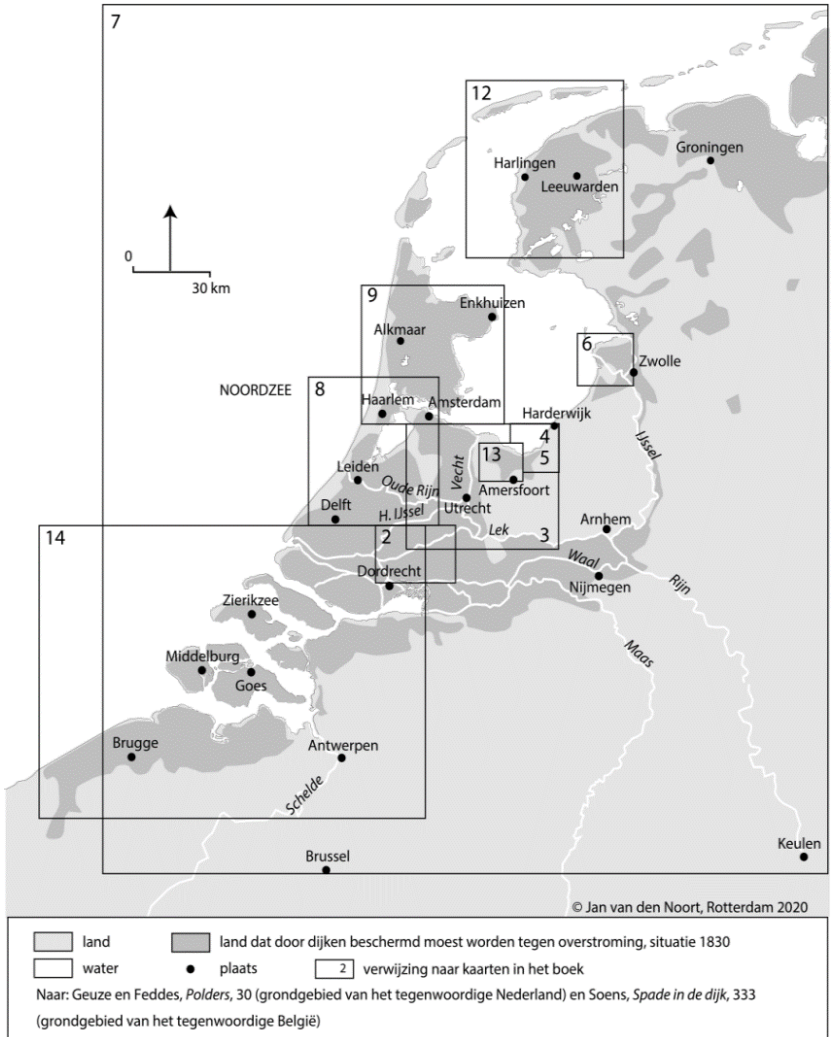 7
12
Groningen
Harlingen
Leeuwarden
0
30 km
9
Enkhuizen
Alkmaar
6
Zwolle
NOORDZEE
8
Haarlem
Amsterdam
Harderwijk
4
13
5
IJssel
Vecht
Leiden
Oude Rijn
Amersfoort
Utrecht
Delft
H. IJssel
Lek
3
Arnhem
14
2
Waal
Dordrecht
Nijmegen
Rijn
Zierikzee
Maas
Middelburg
Goes
Brugge
Antwerpen
Schelde
Keulen
Brussel
© Jan van den Noort, Rotterdam 2020
land
land dat door dijken beschermd moest worden tegen overstroming, situatie 1830
water
plaats
2 verwijzing naar kaarten in het boek
Naar: Geuze en Feddes, Polders, 30 (grondgebied van het tegenwoordige Nederland) en Soens, Spade in de dijk, 333
(grondgebied van het tegenwoordige België)